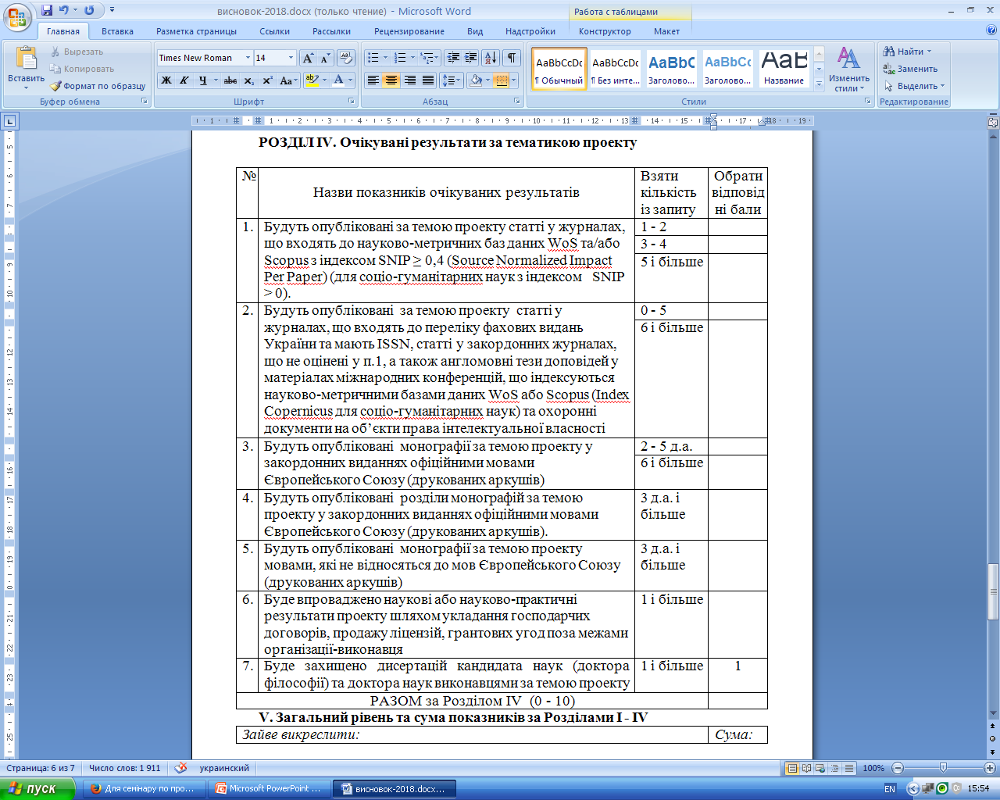 висновок-2018.docx (только чтение) - Microsoft Word
Работа с таблицами
Главная
Вставка
Разметка страницы
Ссылки
Рассылки
Рецензирование
Вид
Надстройки
Конструктор
Макет
Вставить
Вырезать
Копировать
Формат по образцу
Буфер обмена
Times New Roman
14
Шрифт
Абзац
AaBbCcDc
¶ Обычный
AaBbCcDc
¶ Без инте...
AaBbC
Заголово...
AaBbCc
Заголово...
АаВ
Название
Изменить
стили
Стили
Найти
Заменить
Выделить
Редактирование
РОЗДІЛ IV. Очікувані результати за тематикою проекту
№
Назви показників очікуваних результатів
Взяти
кількість
із запиту
Обрати
відповід
ні бали
1.
Будуть опубліковані за темою проекту статті у журналах,
що входять до науково-метричних баз даних WoS та/або
Scopus з індексом SNIP ≥ 0,4 (Source Normalized Impact
Per Paper) (для соціо-гуманітарних наук з індексом SNIP
> 0).
1 - 2
3 - 4
5 і більше
2.
Будуть опубліковані за темою проекту статті у
журналах, що входять до переліку фахових видань
України та мають ISSN, статті у закордонних журналах,
що не оцінені у п.1, а також англомовні тези доповідей у
матеріалах міжнародних конференцій, що індексуються
науково-метричними базами даних WoS або Scopus (Index
Copernicus для соціо-гуманітарних наук) та охоронні
документи на об’єкти права інтелектуальної власності
0 - 5
6 і більше
3.
Будуть опубліковані монографії за темою проекту у
закордонних виданнях офіційними мовами
Європейського Союзу (друкованих аркушів)
2 - 5 д.а.
6 і більше
4.
Будуть опубліковані розділи монографій за темою
проекту у закордонних виданнях офіційними мовами
Європейського Союзу (друкованих аркушів).
3 д.а. і
більше
5.
Будуть опубліковані монографії за темою проекту
мовами, які не відносяться до мов Європейського Союзу
(друкованих аркушів)
3 д.а. і
більше
6.
Буде впроваджено наукові або науково-практичні
результати проекту шляхом укладання господарчих
договорів, продажу ліцензій, грантових угод поза межами
організації-виконавця
1 і більше
7.
Буде захищено дисертацій кандидата наук (доктора
філософії) та доктора наук виконавцями за темою проекту
1 і більше
1
РАЗОМ за Розділом IV (0 - 10)
V. Загальний рівень та сума показників за Розділами I - IV
Зайве викреслити:
Сума:
Страница: 6 из 7
Число слов: 1 911
украинский
100%
пуск
Для семінару по про...
Microsoft PowerPoint ...
висновок-2018.docx...
EN
15:54